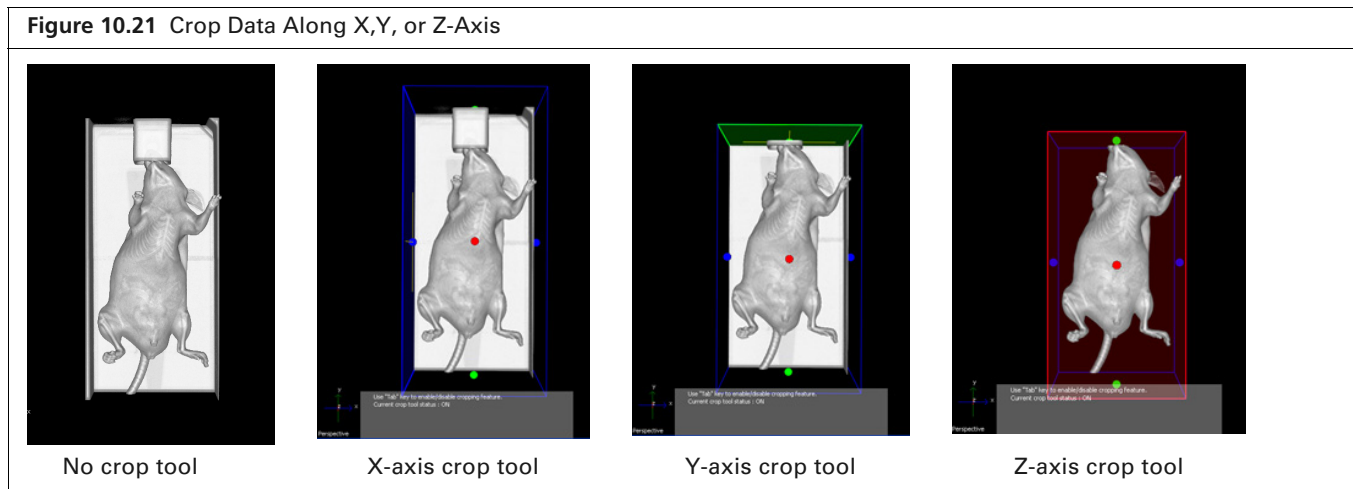 Figure 10.21 Crop Data Along X,Y, or Z-Axis
x
Use "Tab" key to enable/disable cropping feature.
Current crop tool status : ON
y
z
x
Perspective
Use "Tab" key to enable/disable cropping feature.
Current crop tool status : ON
y
z
x
Perspective
Use "Tab" key to enable/disable cropping feature.
Current crop tool status : ON
y
z
x
Perspective
No crop tool
X-axis crop tool
Y-axis crop tool
Z-axis crop tool